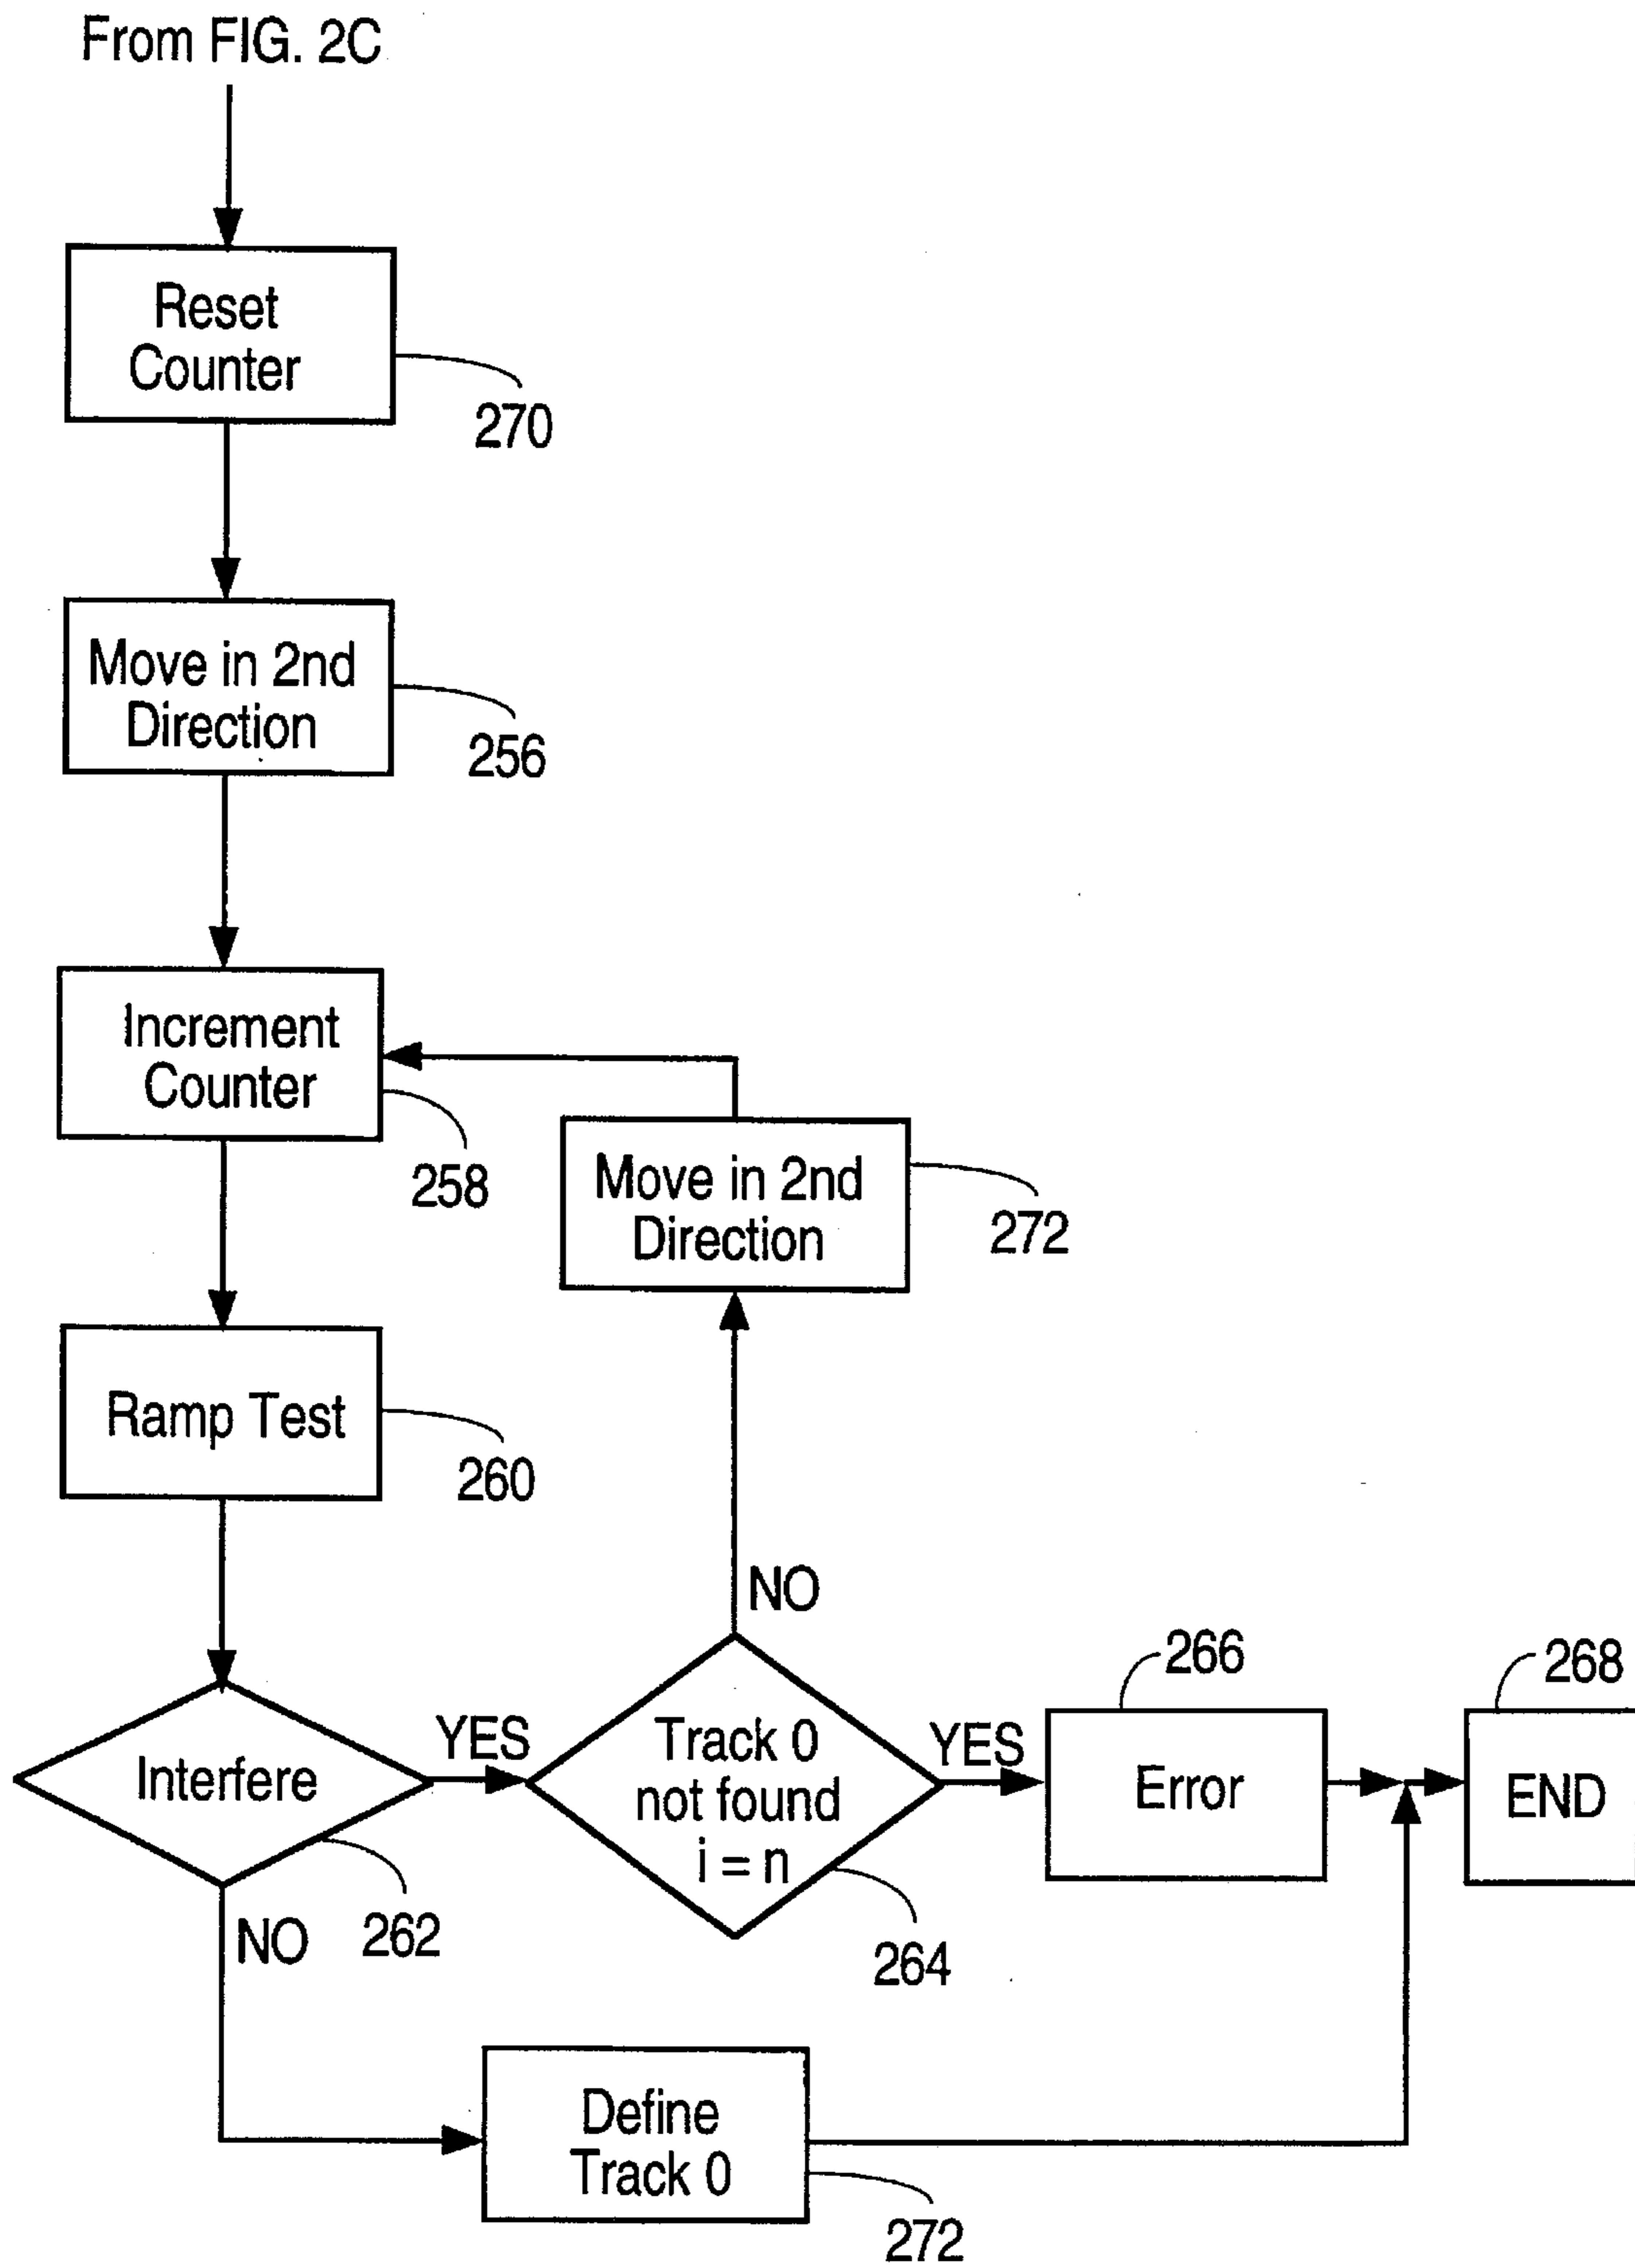 From FIG. 2C
Reset
Counter
270
Move in 2nd
Direction
256
Increment
Counter
258
Move in 2nd
Direction
272
Ramp Test
260
NO
Interfere
262
YES
Track 0
not found
i = n
264
YES
266
Error
268
END
NO
Define
Track 0
272